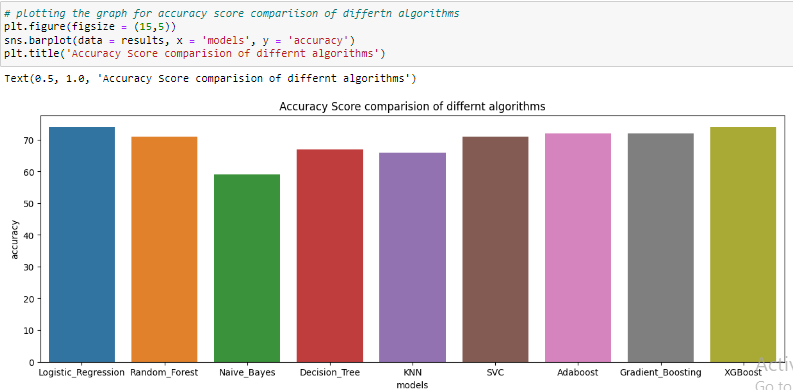 # plotting the graph for accuracy score compariison of differtn algorithms
plt.figure(figsize = (15,5))
sns.barplot(data = results, x = 'models', y = 'accuracy')
plt.title('Accuracy Score comparision of differnt algorithms')
Text(0.5, 1.0, 'Accuracy Score comparision of differnt algorithms')
Accuracy Score comparision of differnt algorithms
accuracy
70
60
50
40
30
20
10
0
Logistic_Regression Random_Forest Naive_Bayes Decision_Tree KNN SVC Adaboost Gradient_Boosting XGBoost
models
Activ
Go to